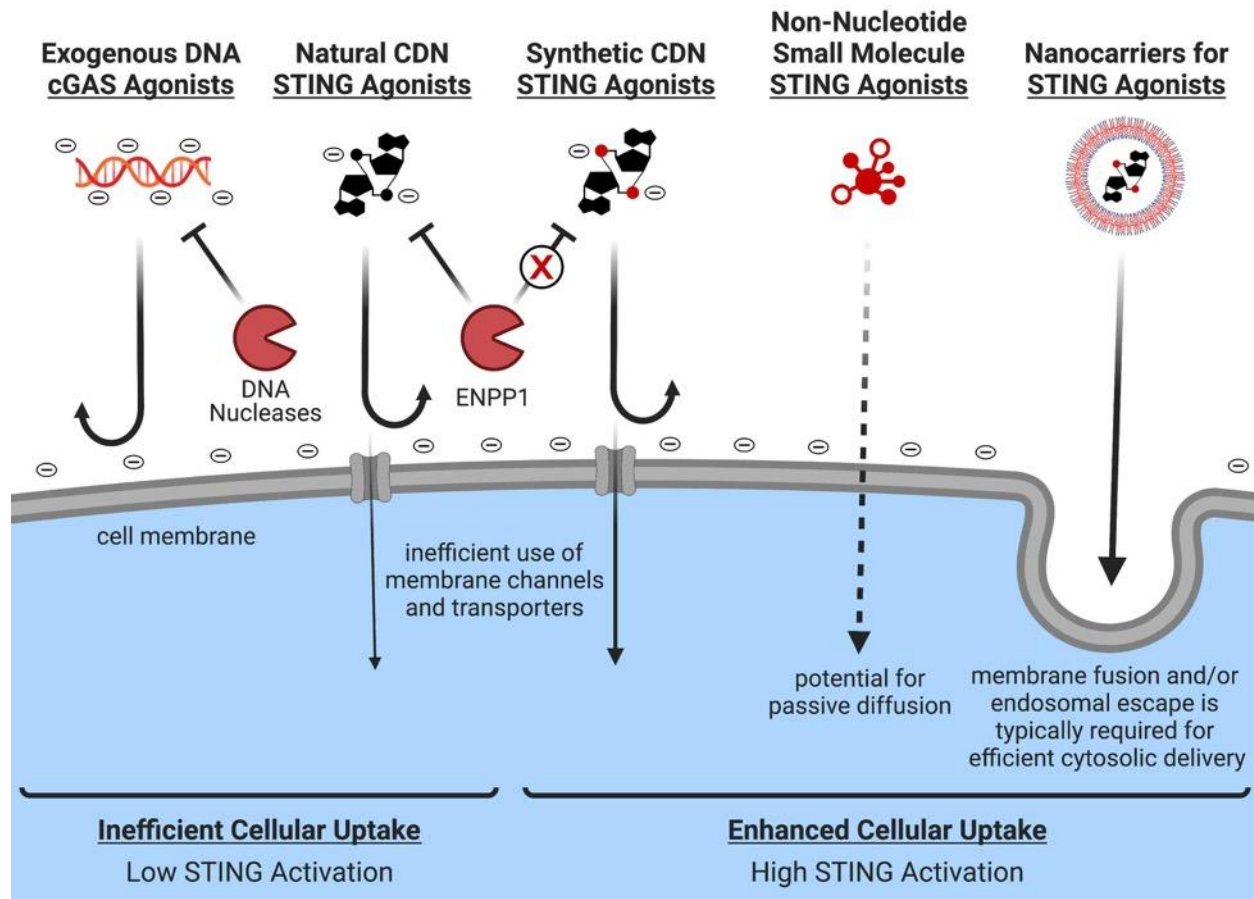 Exogenous DNA
cGAS Agonists
Natural CDN
STING Agonists
Synthetic CDN
STING Agonists
Non-Nucleotide
Small Molecule
STING Agonists
Nanocarriers for
STING Agonists
X
DNA
Nucleases
ENPP1
cell membrane
inefficient use of
membrane channels
and transporters
potential for
passive diffusion
membrane fusion and/or
endosomal escape is
typically required for
efficient cytosolic delivery
Inefficient Cellular Uptake
Low STING Activation
Enhanced Cellular Uptake
High STING Activation